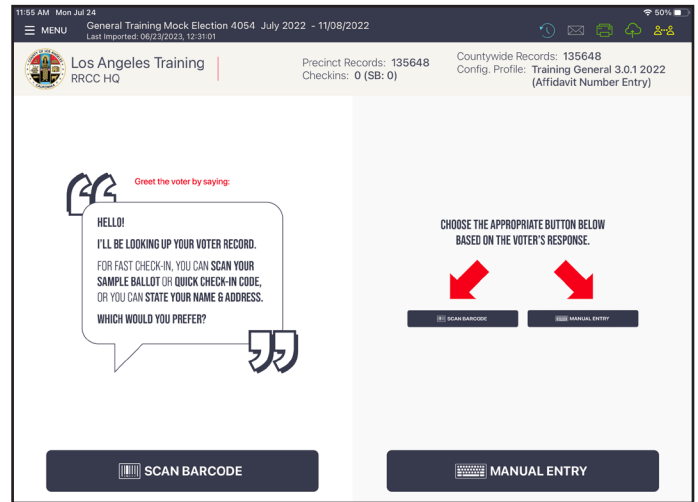 11:55 AM Mon Jul 24
50%
MENU
General Training Mock Election 4054 July 2022 - 11/08/2022
Last Imported: 06/23/2023, 12:31:01
Los Angeles Training
RRCC HQ
Precinct Records: 135648
Checkins: 0 (SB: 0)
Countywide Records: 135648
Config. Profile: Training General 3.0.1 2022
(Affidavit Number Entry)
Greet the voter by saying:
HELLO!
I'LL BE LOOKING UP YOUR VOTER RECORD.
FOR FAST CHECK-IN, YOU CAN SCAN YOUR
SAMPLE BALLOT OR QUICK CHECK-IN CODE,
OR YOU CAN STATE YOUR NAME & ADDRESS.
WHICH WOULD YOU PREFER?
CHOOSE THE APPROPRIATE BUTTON BELOW
BASED ON THE VOTER'S RESPONSE.
SCAN BARCODE
MANUAL ENTRY
SCAN BARCODE
MANUAL ENTRY